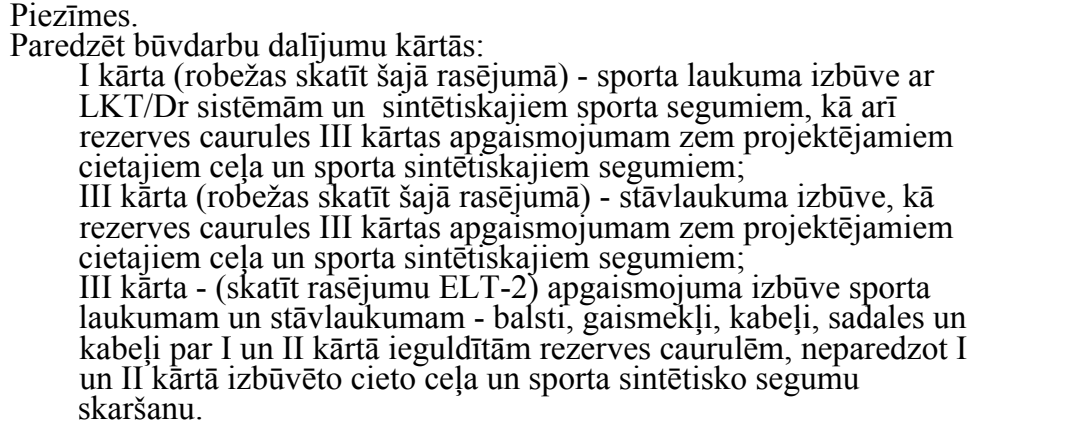 Piezīmes.
Paredzēt būvdarbu dalījumu kārtās:
I kārta (robežas skatīt šajā rasējumā) - sporta laukuma izbūve ar
LKT/Dr sistēmām un  sintētiskajiem sporta segumiem, kā arī
rezerves caurules III kārtas apgaismojumam zem projektējamiem
cietajiem ceļa un sporta sintētiskajiem segumiem;
III kārta (robežas skatīt šajā rasējumā) - stāvlaukuma izbūve, kā
rezerves caurules III kārtas apgaismojumam zem projektējamiem
cietajiem ceļa un sporta sintētiskajiem segumiem;
III kārta - (skatīt rasējumu ELT-2) apgaismojuma izbūve sporta
laukumam un stāvlaukumam - balsti, gaismekļi, kabeļi, sadales un
kabeļi par I un II kārtā ieguldītām rezerves caurulēm, neparedzot I
un II kārtā izbūvēto cieto ceļa un sporta sintētisko segumu
skaršanu.